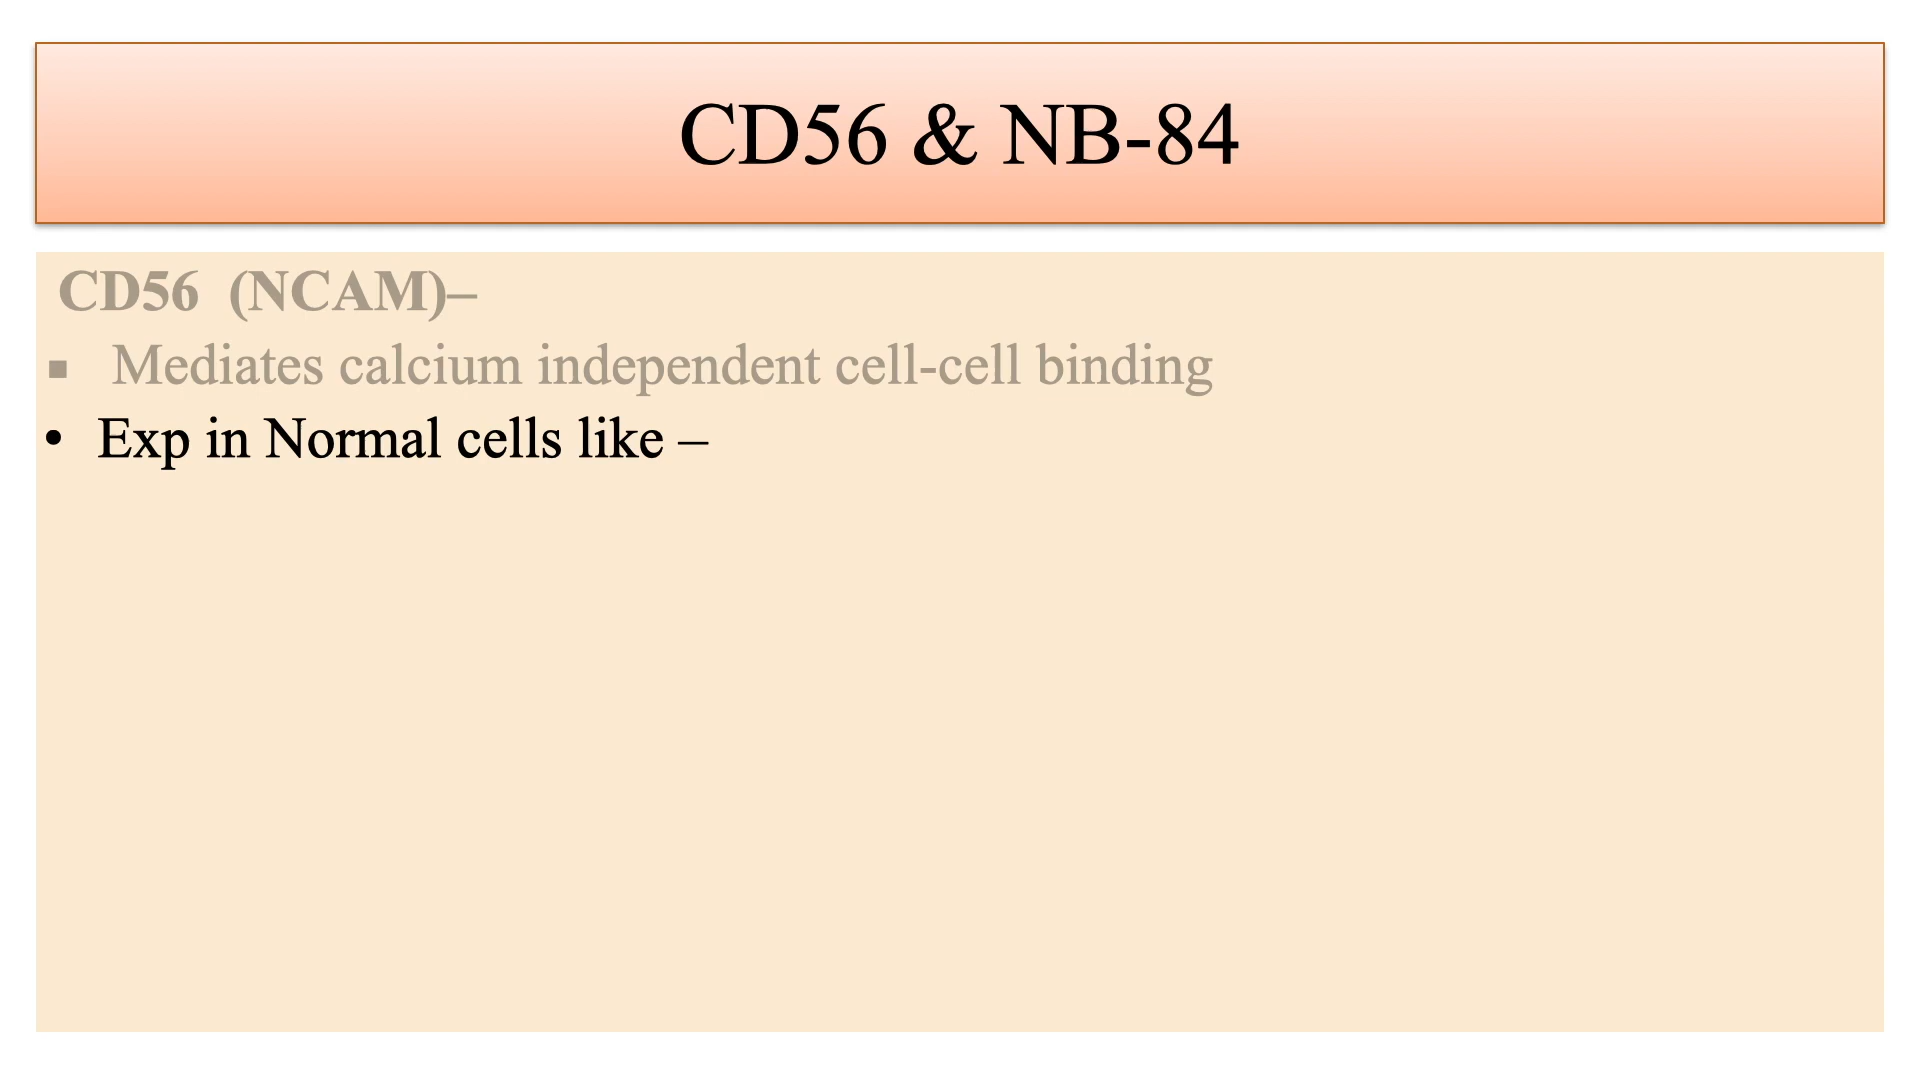 CD56 & NB-84
CD56 (NCAM)–
▪ Mediates calcium independent cell-cell binding
• Exp in Normal cells like –